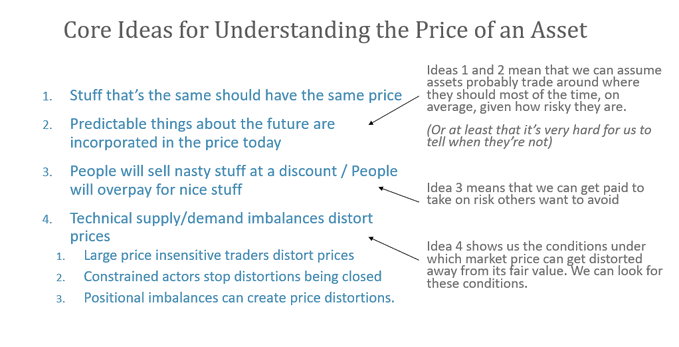 Core Ideas for Understanding the Price of an Asset
1. Stuff that's the same should have the same price
2. Predictable things about the future are
incorporated in the price today
3. People will sell nasty stuff at a discount / People
will overpay for nice stuff
4. Technical supply/demand imbalances distort
prices
1. Large price insensitive traders distort prices
2. Constrained actors stop distortions being closed
3. Positional imbalances can create price distortions.
Ideas 1 and 2 mean that we can assume
assets probably trade around where
they should most of the time, on
average, given how risky they are.
(Or at least that it's very hard for us to
tell when they're not)
Idea 3 means that we can get paid to
take on risk others want to avoid
Idea 4 shows us the conditions under
which market price can get distorted
away from its fair value. We can look for
these conditions.